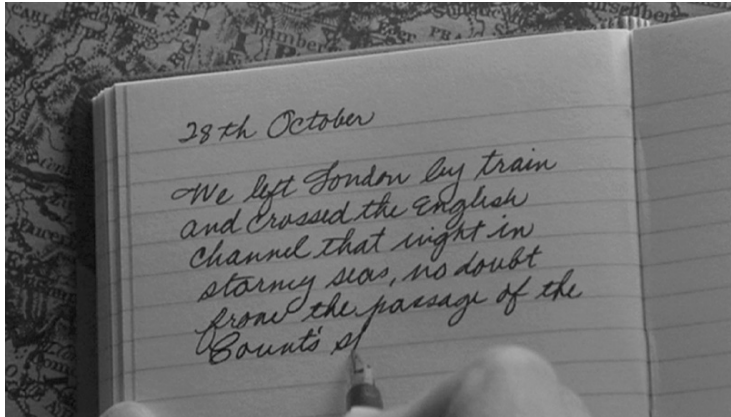 28th October
We left London by train
and crossed the English
channel that night in
stormy seas, no doubt
from the passage of the
Count's s